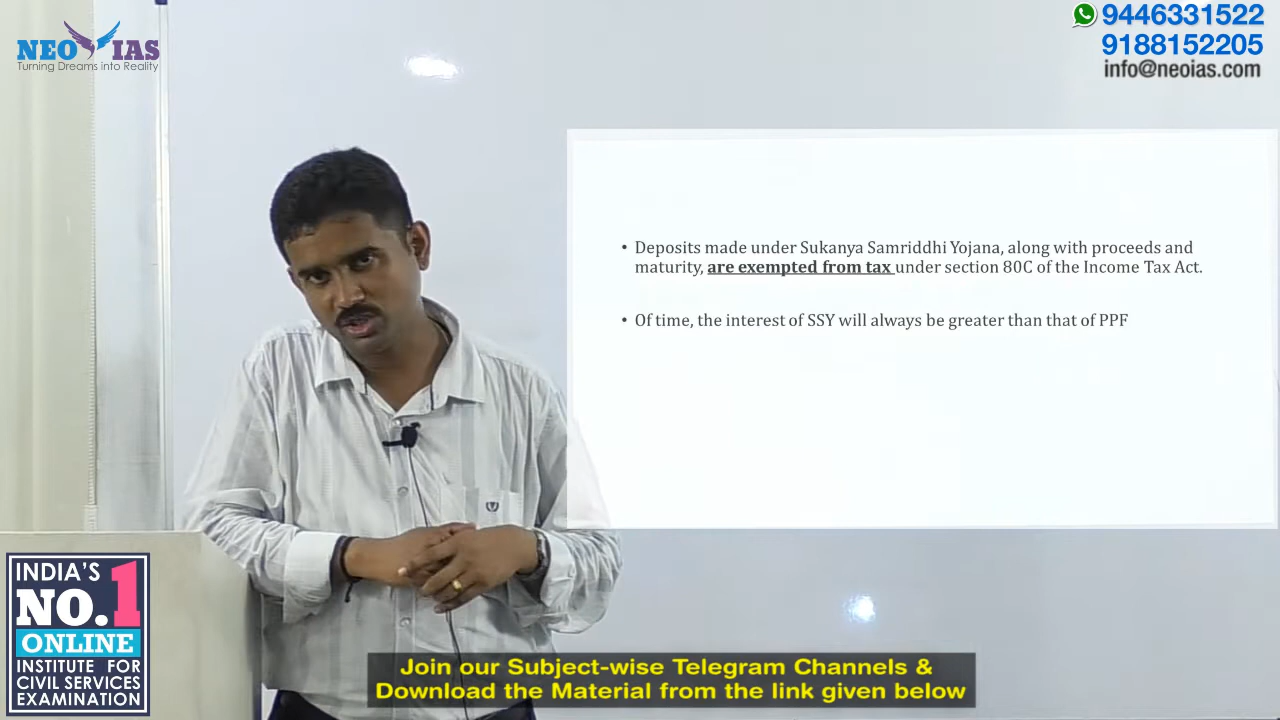 NEO IAS
Turning Dreams into Reality
9446331522
9188152205
info@neoias.com
• Deposits made under Sukanya Samriddhi Yojana, along with proceeds and
maturity, are exempted from tax under section 80C of the Income Tax Act.
• Of time, the interest of SSY will always be greater than that of PPF
INDIA'S
NO.1
ONLINE
INSTITUTE FOR
CIVIL SERVICES
EXAMINATION
Join our Subject-wise Telegram Channels &
Download the Material from the link given below